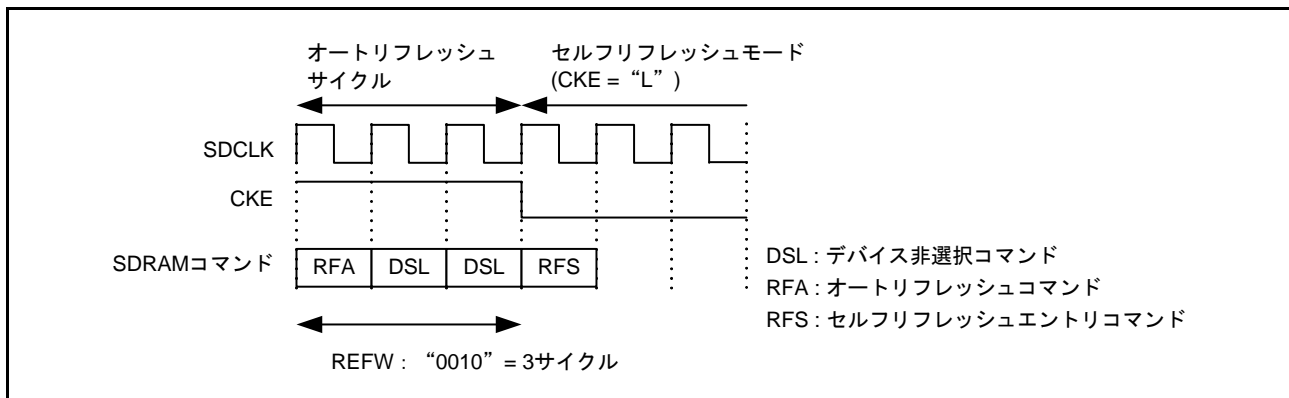 オートリフレッシュ
サイクル
セルフリフレッシュモード
(CKE = “L” )
SDCLK
CKE
SDRAMコマンド
RFA
DSL
DSL
RFS
DSL : デバイス非選択コマンド
RFA : オートリフレッシュコマンド
RFS : セルフリフレッシュエントリコマンド
REFW : “0010” = 3サイクル